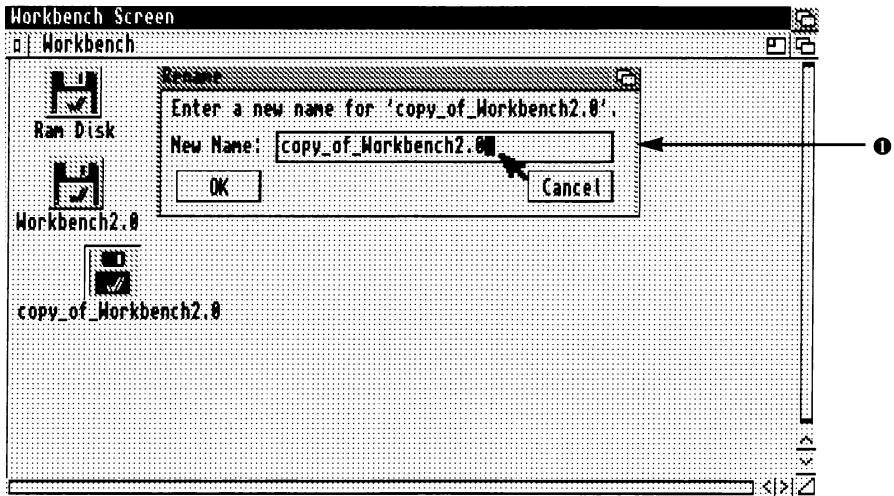 Workbench Screen
Workbench
Ram Disk
Workbench2.0
copy_of_Workbench2.0
Rename
Enter a new name for 'copy_of_Workbench2.0'.
New Name: copy_of_Workbench2.0
OK
Cancel
❶